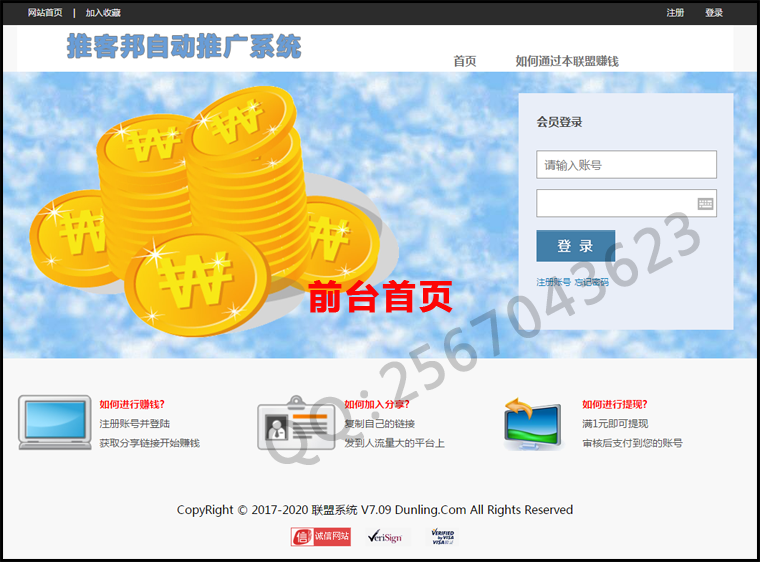 网站首页 | 加入收藏
注册 登录
推客邦自动推广系统
首页 如何通过本联盟赚钱
会员登录
请输入账号
登 录
注册账号 忘记密码
₩
₩
₩
₩
₩
前台首页
QQ:2567043623
如何进行赚钱?
注册账号并登陆
获取分享链接开始赚钱
如何加入分享?
复制自己的链接
发到人流量大的平台上
如何进行提现?
满1元即可提现
审核后支付到您的账号
CopyRight © 2017-2020 联盟系统 V7.09 Dunling.Com All Rights Reserved
信 诚信网站
VeriSign
VERIFIED
by VISA
VISA